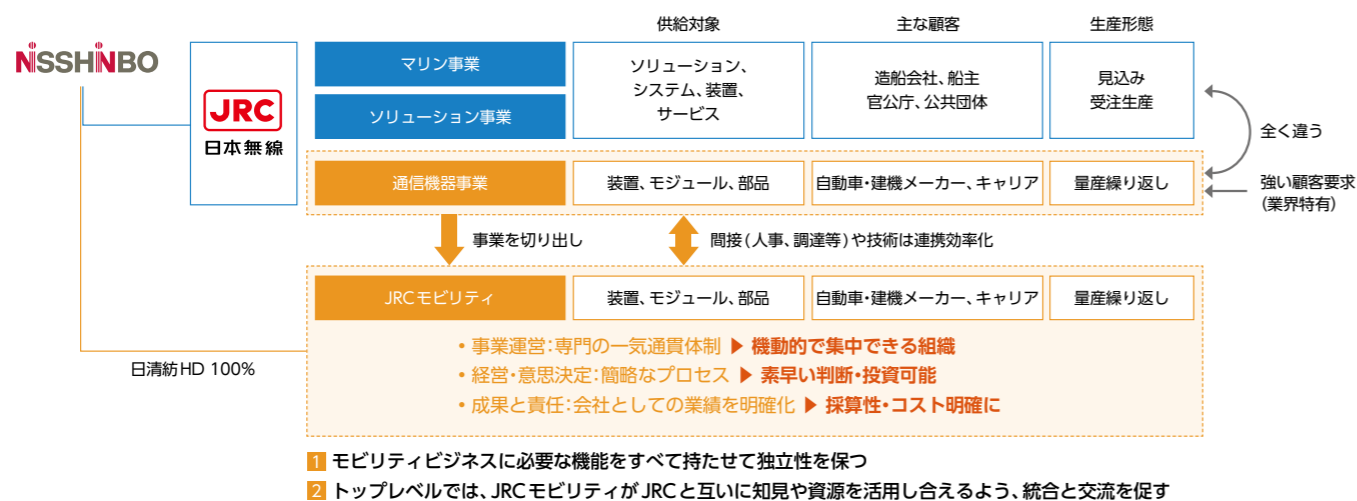 供給対象 主な顧客 生産形態
NISSHINBO
JRC
日本無線
マリン事業
ソリューション事業
ソリューション、
システム、装置、
サービス
造船会社、船主
官公庁、公共団体
見込み
受注生産
全く違う
通信機器事業 装置、モジュール、部品 自動車・建機メーカー、キャリア 量産繰り返し
強い顧客要求
(業界特有)
事業を切り出し 間接(人事、調達等)や技術は連携効率化
JRCモビリティ 装置、モジュール、部品 自動車・建機メーカー、キャリア 量産繰り返し
・事業運営:専門の一気通貫体制 ▶ 機動的で集中できる組織
・経営・意思決定:簡略なプロセス ▶ 素早い判断・投資可能
・成果と責任:会社としての業績を明確化 ▶ 採算性・コスト明確に
日清紡HD 100%
1 モビリティビジネスに必要な機能をすべて持たせて独立性を保つ
2 トップレベルでは、JRCモビリティがJRCと互いに知見や資源を活用し合えるよう、統合と交流を促す